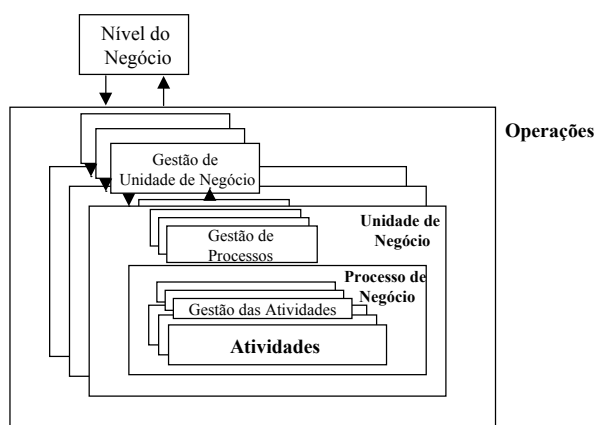 Nível do
Negócio
Operações
Gestão de
Unidade de Negócio
Unidade de
Negócio
Gestão de
Processos
Processo de
Negócio
Gestão das Atividades
Atividades